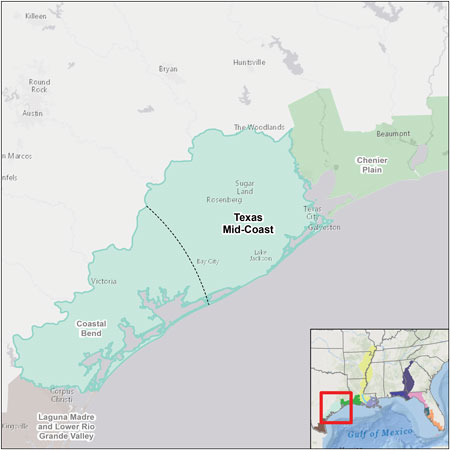 Killeen
Bryan
Huntsville
Round
Rock
Austin
The Woodlands
Beaumont
Chenier
Plain
San Marcos
nfels
Sugar
Land
Rosenberg
Texas
City
Galveston
Texas
Mid-Coast
Bay City
Lake
Jackson
Victoria
Coastal
Bend
Corpus
Christi
Kingsville
Laguna Madre
and Lower Rio
Grande Valley
Gulf of Mexico